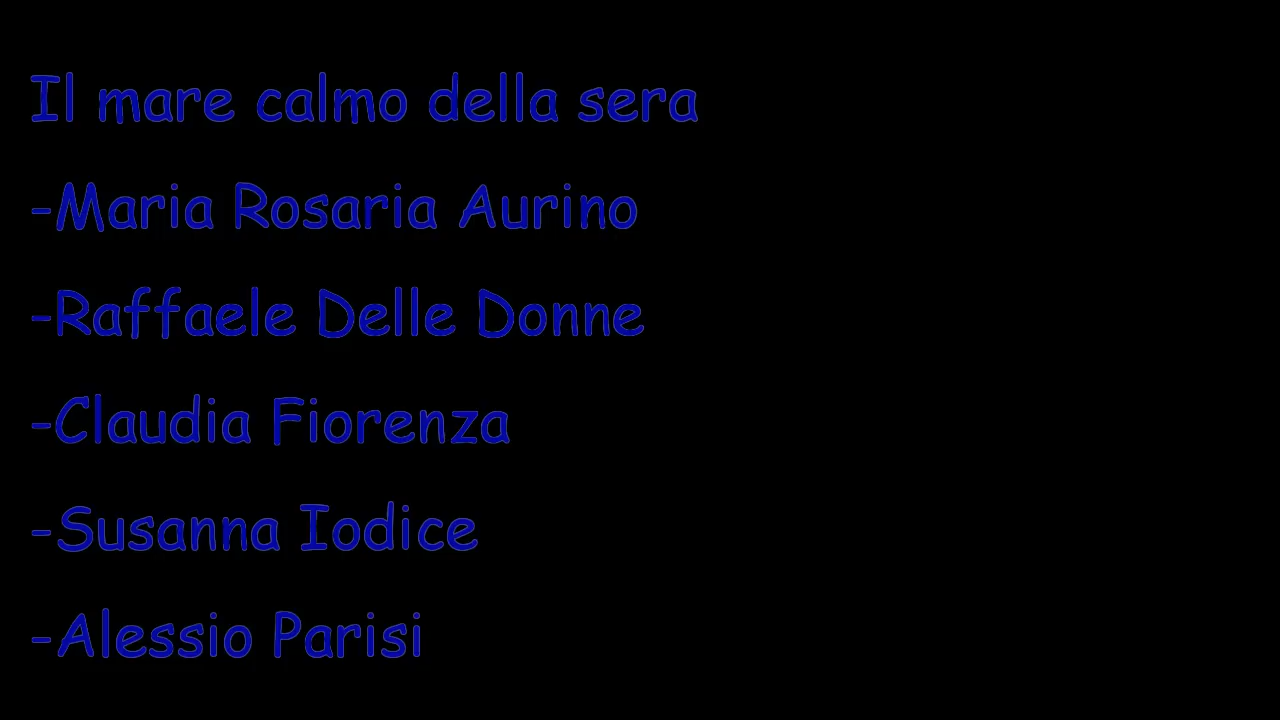 Il mare calmo della sera
-Maria Rosaria Aurino
-Raffaele Delle Donne
-Claudia Fiorenza
-Susanna Iodice
-Alessio Parisi